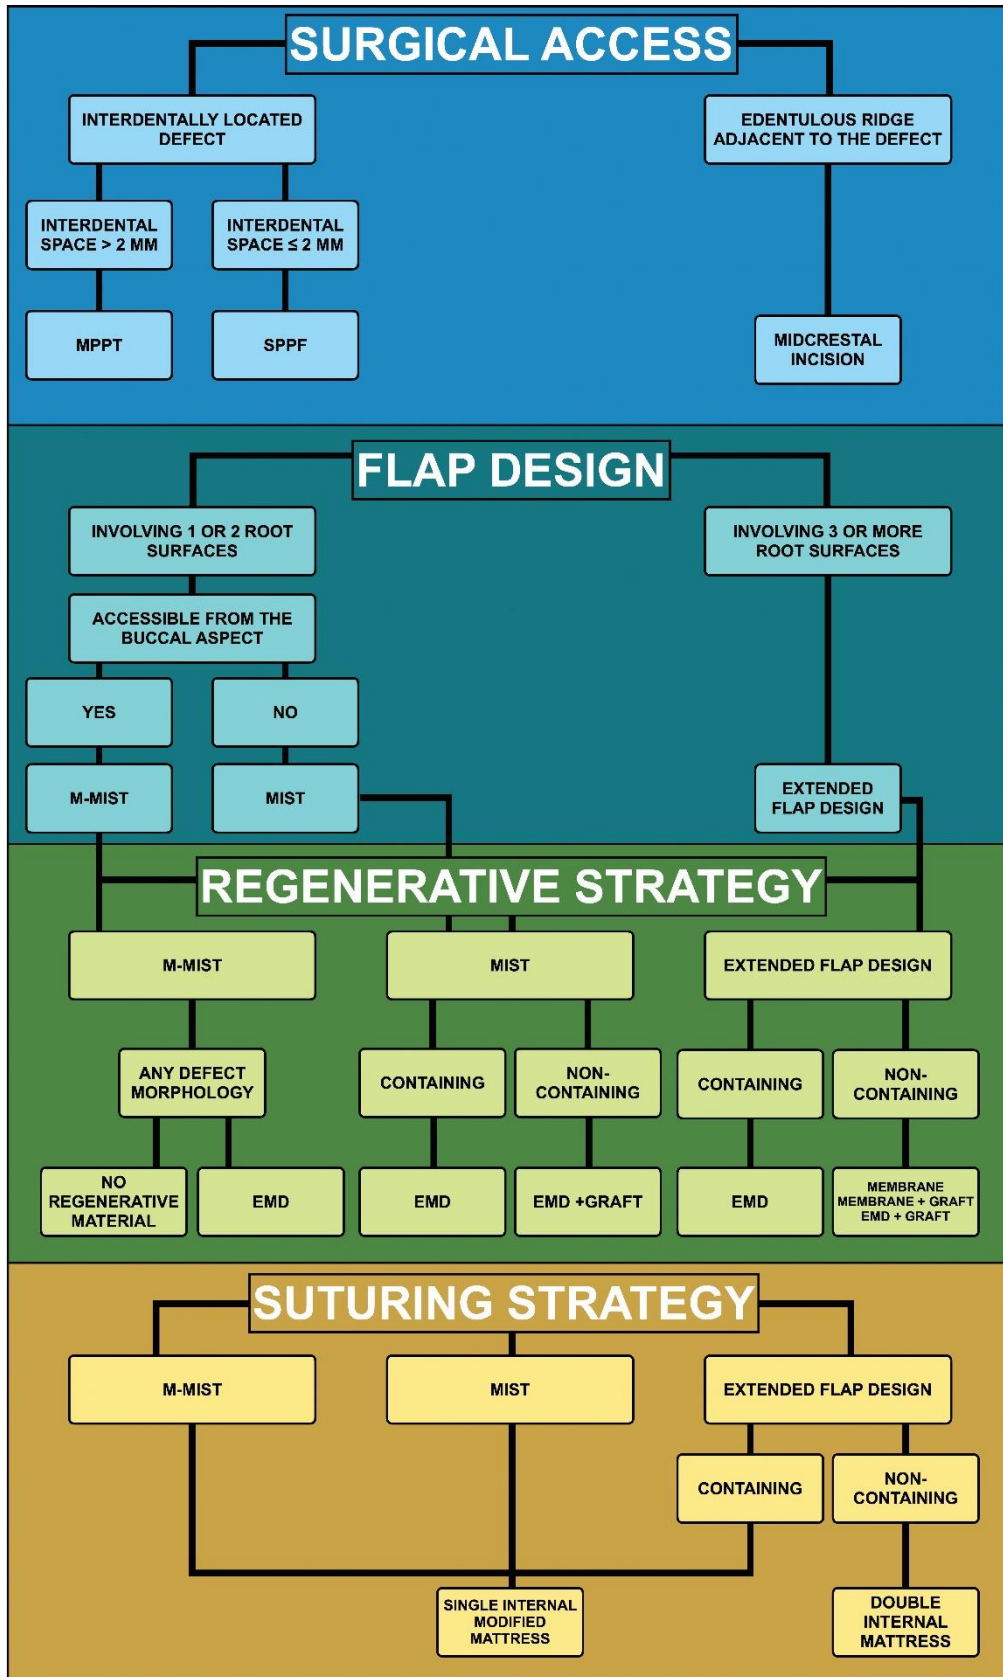 SURGICAL ACCESS
INTERDENTALLY LOCATED
DEFECT
EDENTULOUS RIDGE
ADJACENT TO THE DEFECT
INTERDENTAL
SPACE > 2 MM
INTERDENTAL
SPACE ≤ 2 MM
MPPT
SPPF
MIDCRESTAL
INCISION
FLAP DESIGN
INVOLVING 1 OR 2 ROOT
SURFACES
INVOLVING 3 OR MORE
ROOT SURFACES
ACCESSIBLE FROM THE
BUCCAL ASPECT
YES
NO
M-MIST
MIST
EXTENDED
FLAP DESIGN
REGENERATIVE STRATEGY
M-MIST
MIST
EXTENDED FLAP DESIGN
ANY DEFECT
MORPHOLOGY
CONTAINING
NON-
CONTAINING
CONTAINING
NON-
CONTAINING
NO
REGENERATIVE
MATERIAL
EMD
EMD
EMD +GRAFT
EMD
MEMBRANE
MEMBRANE + GRAFT
EMD + GRAFT
SUTURING STRATEGY
M-MIST
MIST
EXTENDED FLAP DESIGN
CONTAINING
NON-
CONTAINING
SINGLE INTERNAL
MODIFIED
MATTRESS
DOUBLE
INTERNAL
MATTRESS